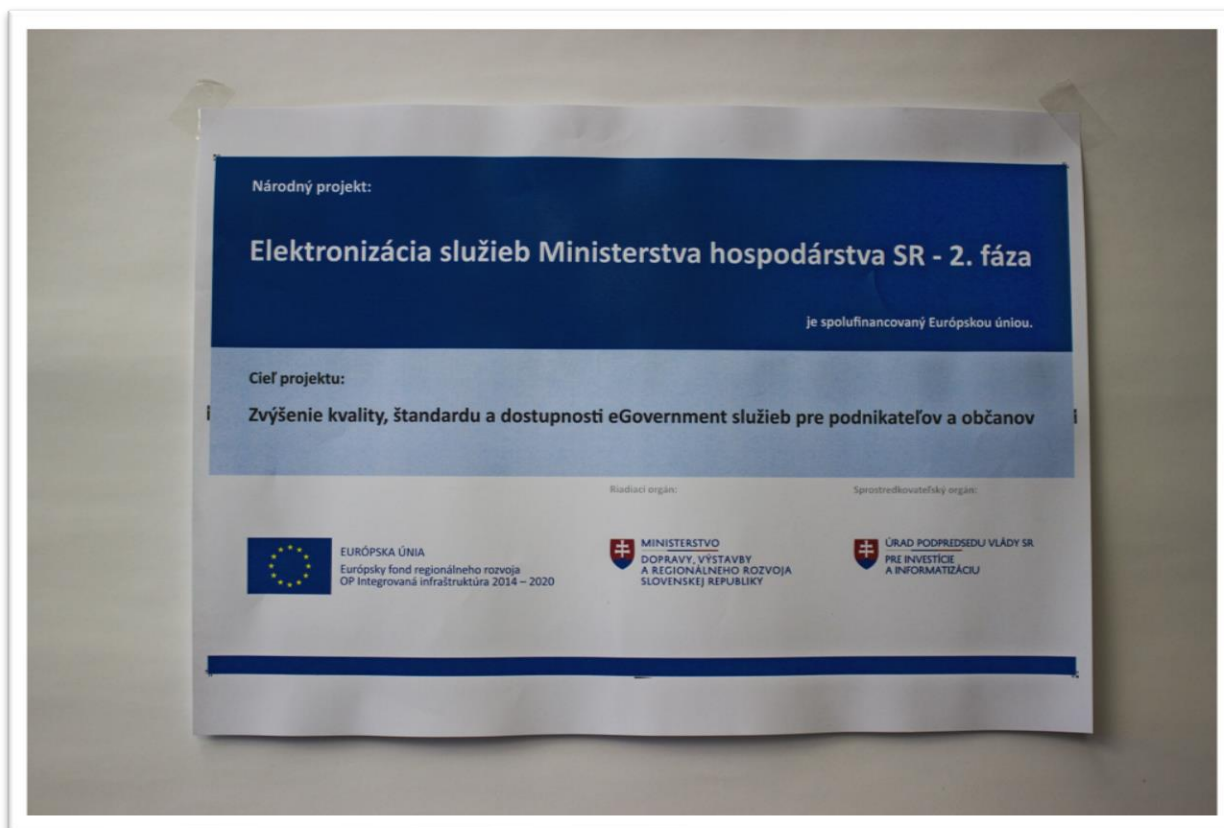 Národný projekt:
Elektronizácia služieb Ministerstva hospodárstva SR - 2. fáza
je spolufinancovaný Európskou úniou.
Cieľ projektu:
Zvýšenie kvality, štandardu a dostupnosti eGovernment služieb pre podnikateľov a občanov
Riadiaci orgán:
Sprostredkovateľský orgán:
EURÓPSKA ÚNIA
Európsky fond regionálneho rozvoja
OP Integrovaná infraštruktúra 2014 – 2020
MINISTERSTVO
DOPRAVY, VÝSTAVBY
A REGIONÁLNEHO ROZVOJA
SLOVENSKEJ REPUBLIKY
ÚRAD PODPREDSEDU VLÁDY SR
PRE INVESTÍCIE
A INFORMATIZÁCIU